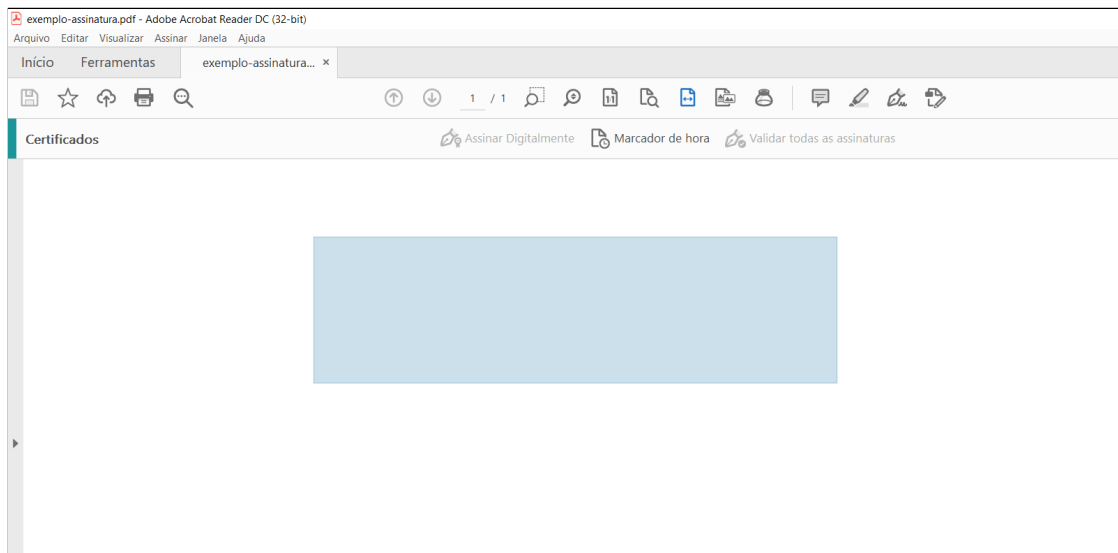 exemplo-assinatura.pdf - Adobe Acrobat Reader DC (32-bit)
Arquivo Editar Visualizar Assinar Janela Ajuda
Início Ferramentas exemplo-assinatura... ×
1 / 1
Certificados Assinar Digitalmente Marcador de hora Validar todas as assinaturas